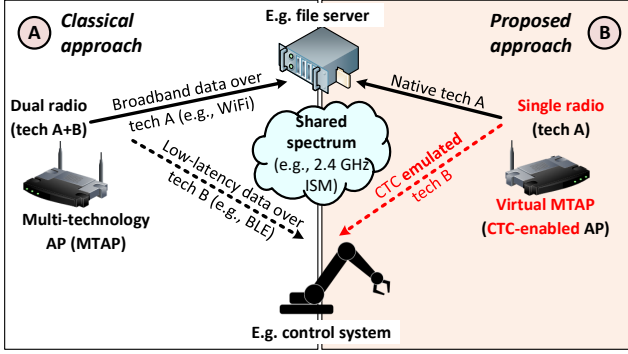 A
Classical
approach
E.g. file server
Proposed
approach
B
Dual radio
(tech A+B)
Broadband data over
tech A (e.g., WiFi)
Low-latency data over
tech B (e.g., BLE)
Multi-technology
AP (MTAP)
Shared
spectrum
(e.g., 2.4 GHz
ISM)
Native tech A
CTC emulated
tech B
Single radio
(tech A)
Virtual MTAP
(CTC-enabled AP)
E.g. control system